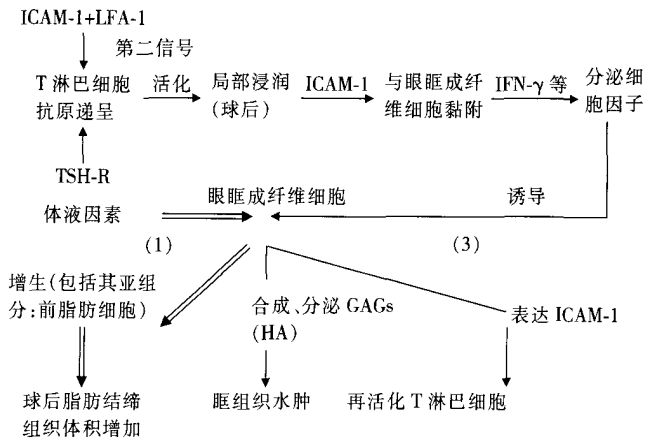 ICAM-1+LFA-1
第二信号
T淋巴细胞
抗原递呈
活化
局部浸润
(球后)
ICAM-1
与眼眶成纤
维细胞黏附
IFN-γ等
分泌细
胞因子
TSH-R
体液因素
眼眶成纤维细胞
诱导
(1)
(3)
增生(包括其亚组
分:前脂肪细胞)
合成、分泌GAGs
(HA)
表达ICAM-1
球后脂肪结缔
组织体积增加
眶组织水肿
再活化T淋巴细胞